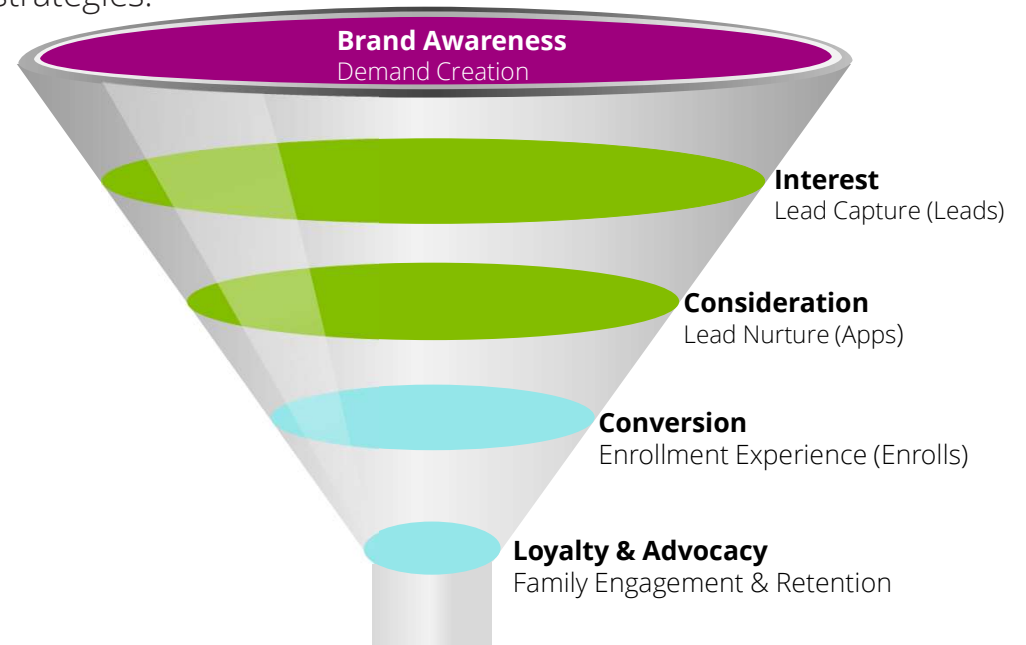 strategies.
Brand Awareness
Demand Creation
Interest
Lead Capture (Leads)
Consideration
Lead Nurture (Apps)
Conversion
Enrollment Experience (Enrolls)
Loyalty & Advocacy
Family Engagement & Retention